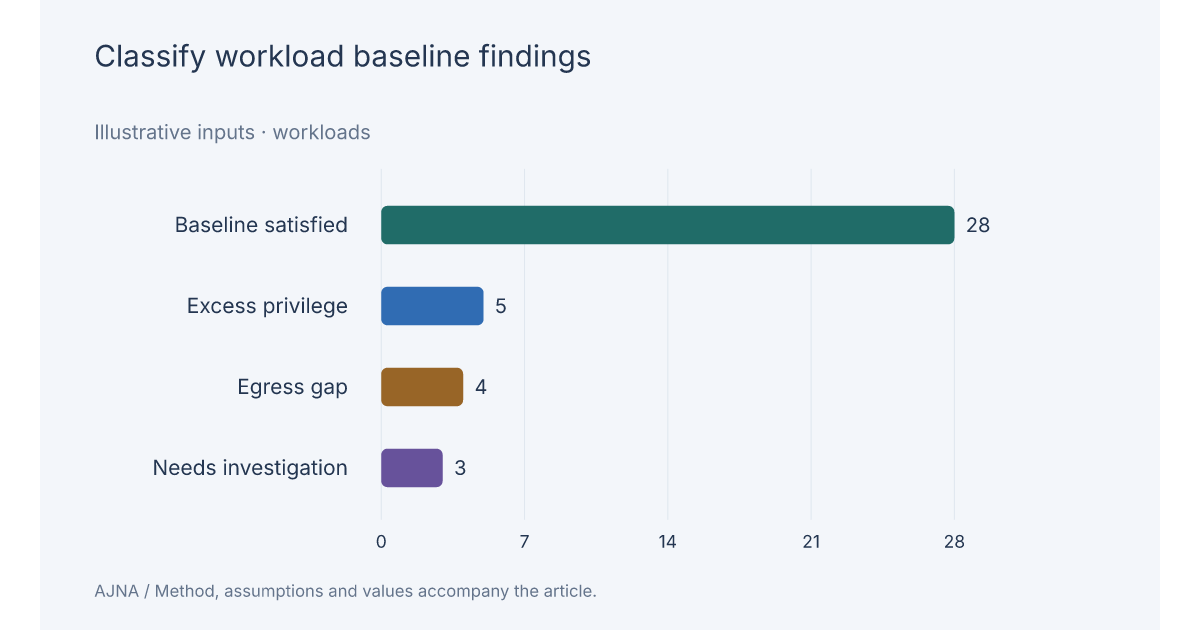 Classify workload baseline findings
Illustrative inputs · workloads
Baseline satisfied 28
Excess privilege 5
Egress gap 4
Needs investigation 3
0 7 14 21 28
AJNA / Method, assumptions and values accompany the article.